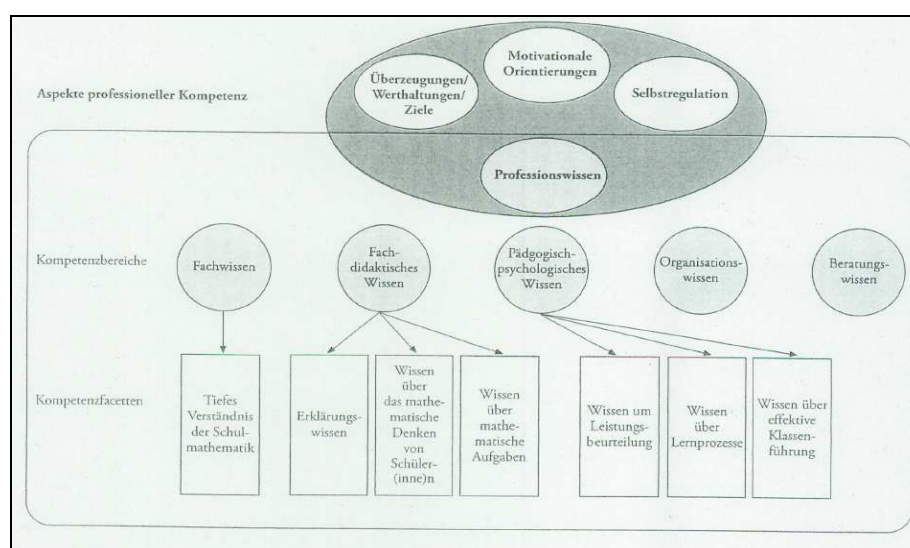 Motivationale
Orientierungen
Überzeugungen/
Werthaltungen/
Ziele
Selbstregulation
Aspekte professioneller Kompetenz
Professionswissen
Kompetenzbereiche
Fachwissen
Fach-
didaktisches
Wissen
Pädgogisch-
psychologisches
Wissen
Organisations-
wissen
Beratungs-
wissen
Kompetenzfacetten
Tiefes
Verständnis
der Schul-
mathematik
Erklärungs-
wissen
Wissen
über
das mathe-
matische
Denken
von
Schüler-
(inne)n
Wissen
über
mathe-
matische
Aufgaben
Wissen um
Leistungs-
beurteilung
Wissen
über
Lernprozesse
Wissen über
effektive
Klassen-
führung